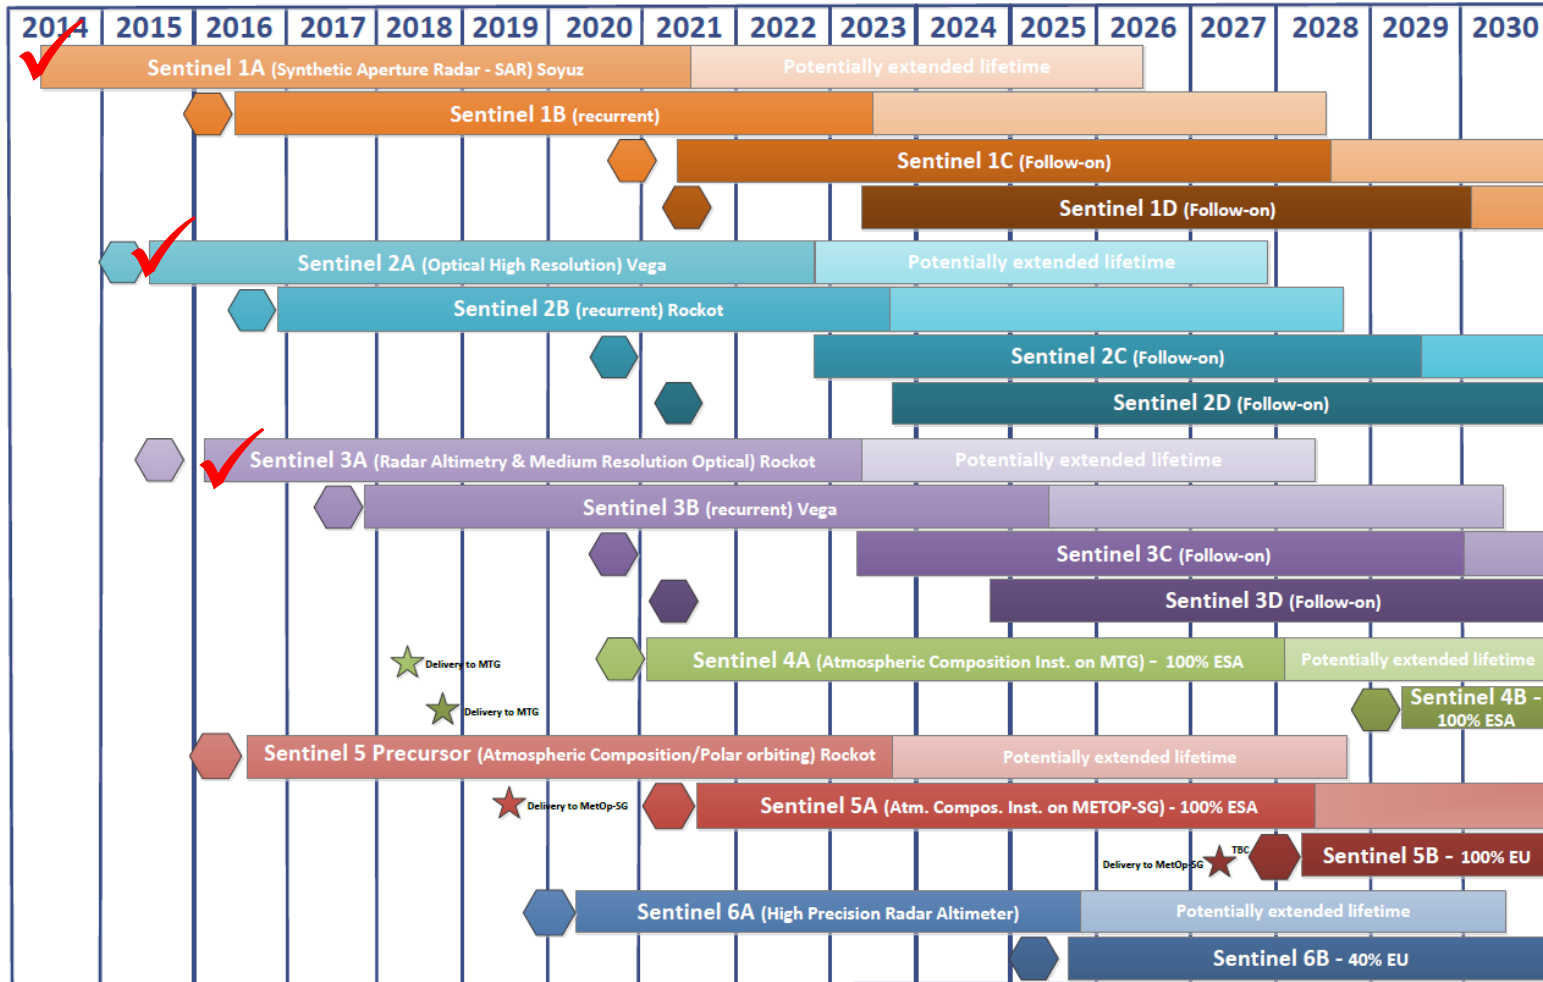 2014 2015 2016 2017 2018 2019 2020 2021 2022 2023 2024 2025 2026 2027 2028 2029 2030
Sentinel 1A (Synthetic Aperture Radar - SAR) Soyuz Potentially extended lifetime
Sentinel 1B (recurrent)
Sentinel 1C (Follow-on)
Sentinel 1D (Follow-on)
Sentinel 2A (Optical High Resolution) Vega Potentially extended lifetime
Sentinel 2B (recurrent) Rockot
Sentinel 2C (Follow-on)
Sentinel 2D (Follow-on)
Sentinel 3A (Radar Altimetry & Medium Resolution Optical) Rockot Potentially extended lifetime
Sentinel 3B (recurrent) Vega
Sentinel 3C (Follow-on)
Sentinel 3D (Follow-on)
Delivery to MTG Sentinel 4A (Atmospheric Composition Inst. on MTG) - 100% ESA Potentially extended lifetime
Delivery to MTG Sentinel 4B -
100% ESA
Sentinel 5 Precursor (Atmospheric Composition/Polar orbiting) Rockot Potentially extended lifetime
Delivery to MetOp-SG Sentinel 5A (Atm. Compos. Inst. on METOP-SG) - 100% ESA
Delivery to MetOp-SG TBC Sentinel 5B - 100% EU
Sentinel 6A (High Precision Radar Altimeter) Potentially extended lifetime
Sentinel 6B - 40% EU